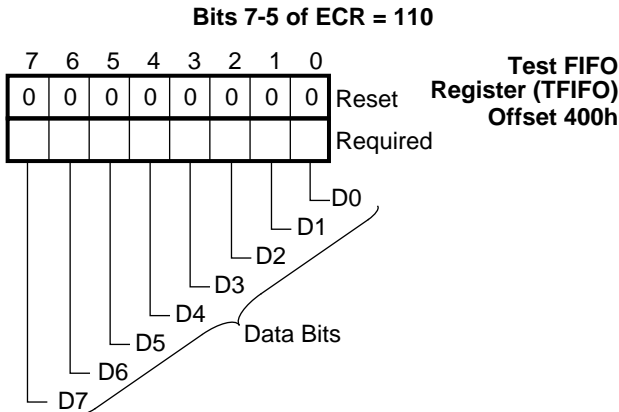 Bits 7-5 of ECR = 110
7 6 5 4 3 2 1 0
Test FIFO
Register (TFIFO)
Offset 400h
0 0 0 0 0 0 0 0 Reset
Required
D0
D1
D2
D3
D4
Data Bits
D5
D6
D7